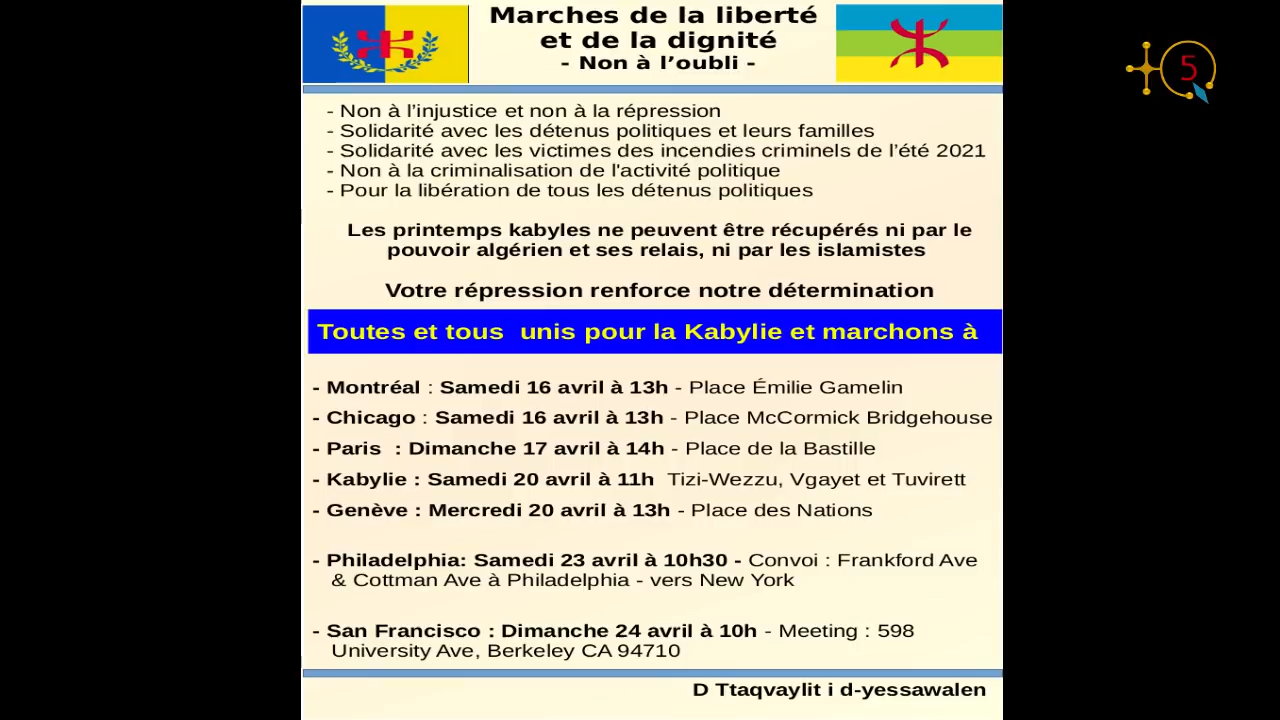 Marches de la liberté
et de la dignité
- Non à l’oubli -
5
- Non à l’injustice et non à la répression
- Solidarité avec les détenus politiques et leurs familles
- Solidarité avec les victimes des incendies criminels de l’été 2021
- Non à la criminalisation de l'activité politique
- Pour la libération de tous les détenus politiques
Les printemps kabyles ne peuvent être récupérés ni par le
pouvoir algérien et ses relais, ni par les islamistes
Votre répression renforce notre détermination
Toutes et tous  unis pour la Kabylie et marchons à
- Montréal : Samedi 16 avril à 13h - Place Émilie Gamelin
- Chicago : Samedi 16 avril à 13h - Place McCormick Bridgehouse
- Paris  : Dimanche 17 avril à 14h - Place de la Bastille
- Kabylie : Samedi 20 avril à 11h  Tizi-Wezzu, Vgayet et Tuvirett
- Genève : Mercredi 20 avril à 13h - Place des Nations
- Philadelphia: Samedi 23 avril à 10h30 - Convoi : Frankford Ave
& Cottman Ave à Philadelphia - vers New York
- San Francisco : Dimanche 24 avril à 10h - Meeting : 598
University Ave, Berkeley CA 94710
D Ttaqvaylit i d-yessawalen